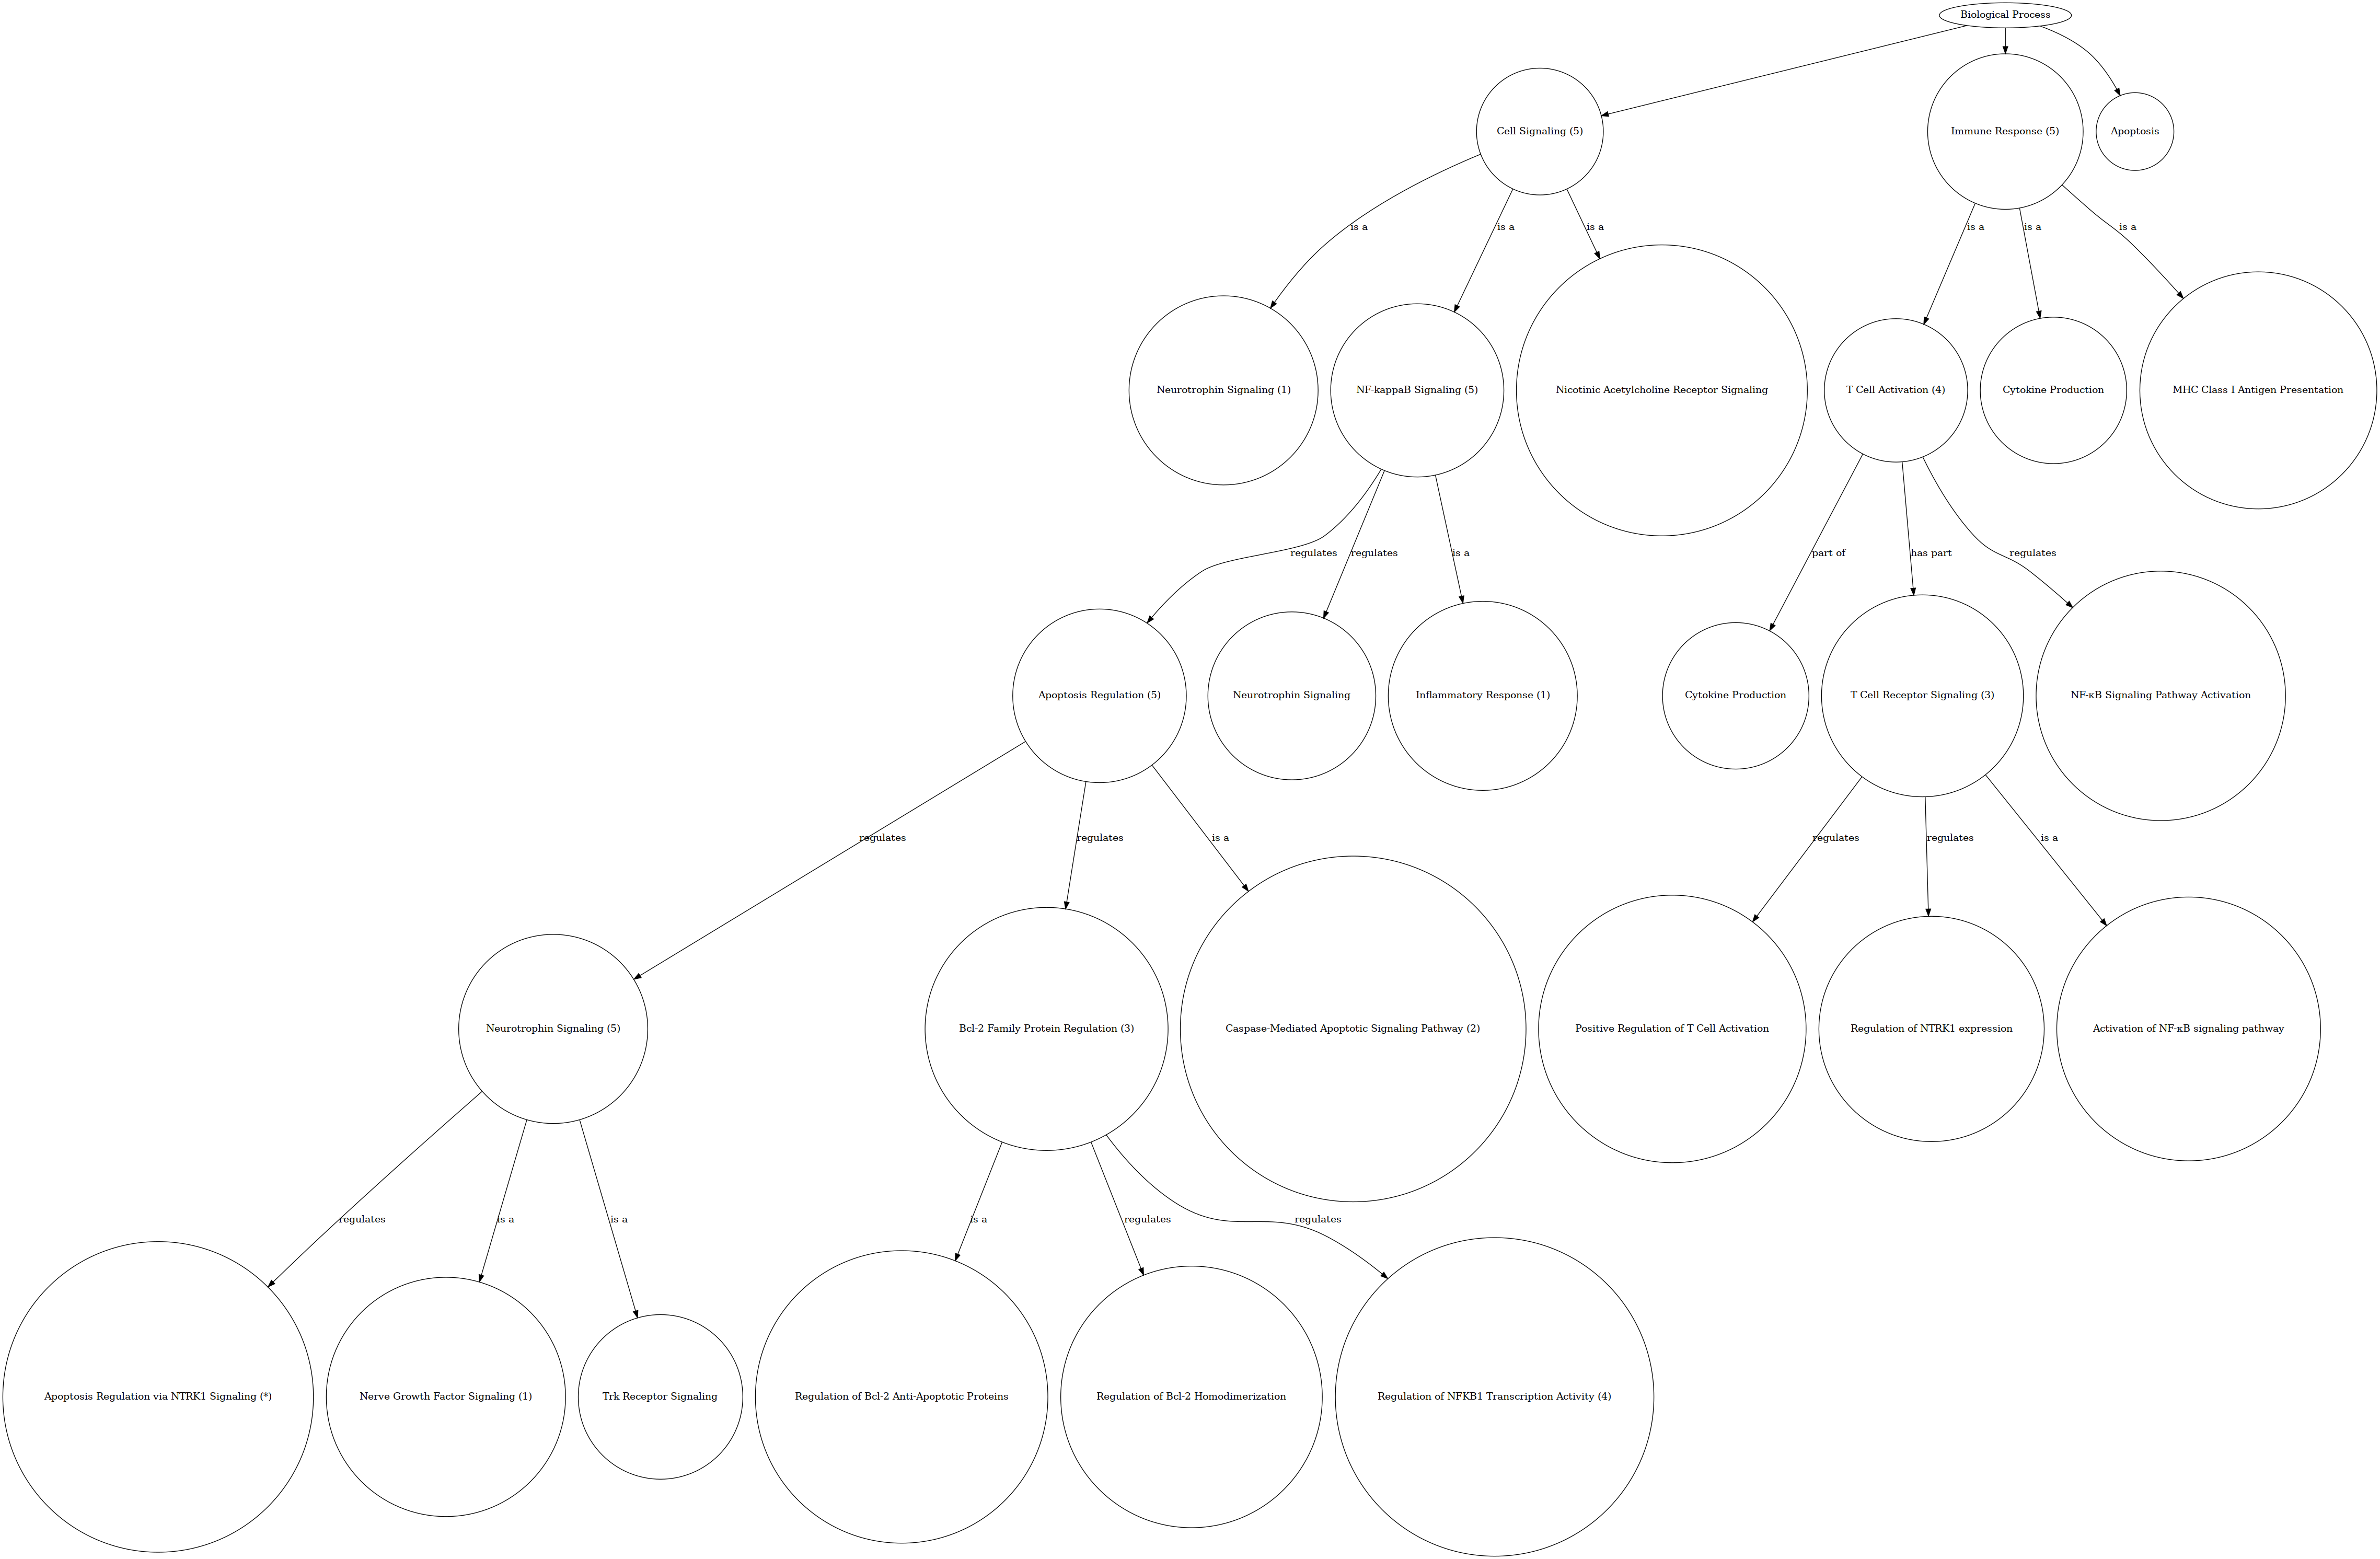 Biological Process
Cell Signaling (5)
Immune Response (5)
Apoptosis
is a
is a
is a
is a
is a
is a
Neurotrophin Signaling (1)
NF-kappaB Signaling (5)
Nicotinic Acetylcholine Receptor Signaling
T Cell Activation (4)
Cytokine Production
MHC Class I Antigen Presentation
regulates
regulates
is a
part of
has part
regulates
Apoptosis Regulation (5)
Neurotrophin Signaling
Inflammatory Response (1)
Cytokine Production
T Cell Receptor Signaling (3)
NF-κB Signaling Pathway Activation
regulates
regulates
is a
regulates
regulates
is a
Neurotrophin Signaling (5)
Bcl-2 Family Protein Regulation (3)
Caspase-Mediated Apoptotic Signaling Pathway (2)
Positive Regulation of T Cell Activation
Regulation of NTRK1 expression
Activation of NF-κB signaling pathway
regulates
is a
is a
is a
regulates
regulates
Apoptosis Regulation via NTRK1 Signaling (*)
Nerve Growth Factor Signaling (1)
Trk Receptor Signaling
Regulation of Bcl-2 Anti-Apoptotic Proteins
Regulation of Bcl-2 Homodimerization
Regulation of NFKB1 Transcription Activity (4)